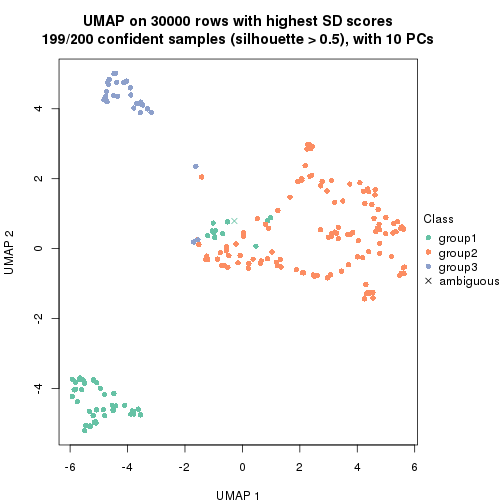 UMAP on 30000 rows with highest SD scores
199/200 confident samples (silhouette > 0.5), with 10 PCs
UMAP 2
4
2
0
-2
-4
-6
-4
-2
0
2
4
6
UMAP 1
Class
group1
group2
group3
ambiguous